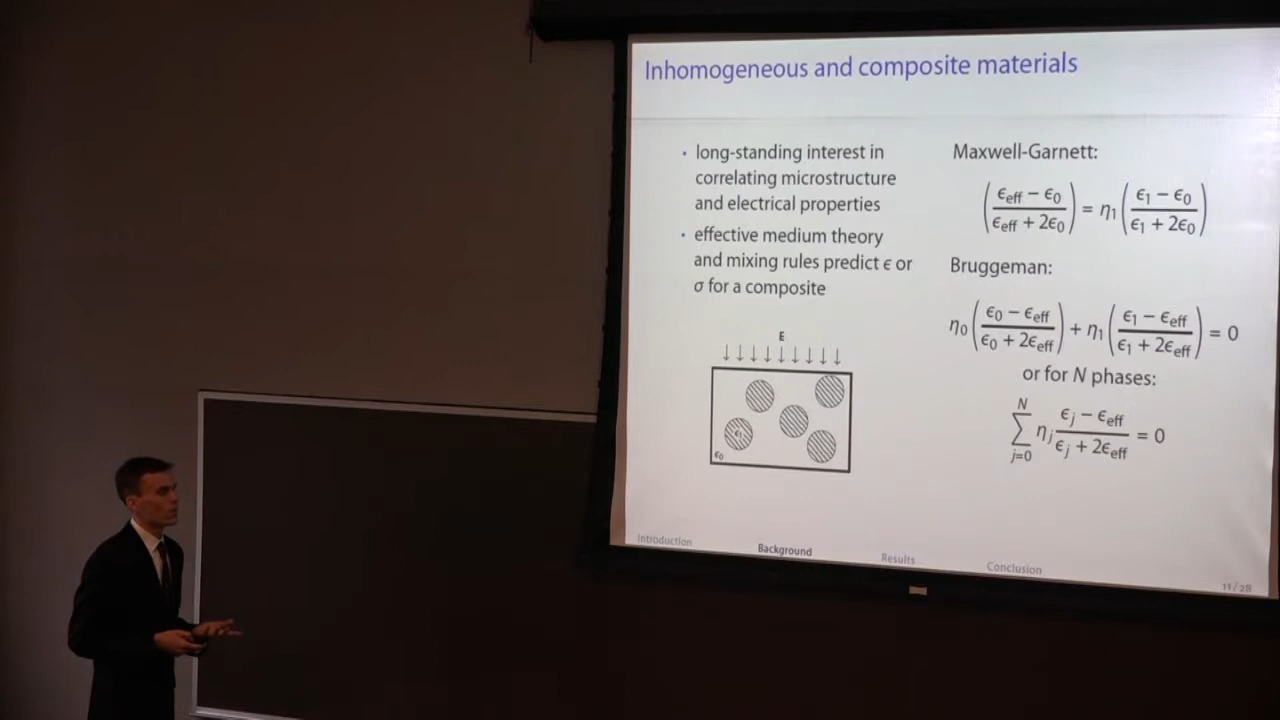 Inhomogeneous and composite materials
• long-standing interest in
correlating microstructure
and electrical properties
• effective medium theory
and mixing rules predict ϵ or
σ for a composite
E
↓ ↓ ↓ ↓ ↓ ↓ ↓ ↓ ↓
ϵ₁
ϵ₀
Maxwell-Garnett:
(ϵeff − ϵ₀ / ϵeff + 2ϵ₀) = η₁ (ϵ₁ − ϵ₀ / ϵ₁ + 2ϵ₀)
Bruggeman:
η₀ (ϵ₀ − ϵeff / ϵ₀ + 2ϵeff) + η₁ (ϵ₁ − ϵeff / ϵ₁ + 2ϵeff) = 0
or for N phases:
N ∑ j=0 ηj ϵj − ϵeff / ϵj + 2ϵeff = 0
Introduction Background Results Conclusion
11/28